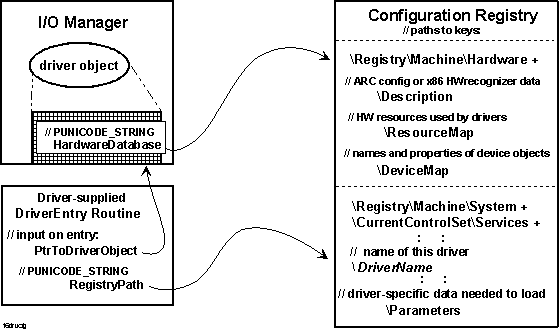 I/O Manager
driver object
// PUNICODE_STRING
HardwareDatabase
Driver-supplied
DriverEntry Routine
// input on entry:
PtrToDriverObject
// PUNICODE_STRING
RegistryPath
Configuration Registry
// paths to keys:
\Registry\Machine\Hardware +
// ARC config or x86 HWrecognizer data
\Description
// HW resources used by drivers
\ResourceMap
// names and properties of device objects
\DeviceMap
\Registry\Machine\System +
\CurrentControlSet\Services +
: :
// name of this driver
\DriverName
: :
// driver-specific data needed to load
\Parameters